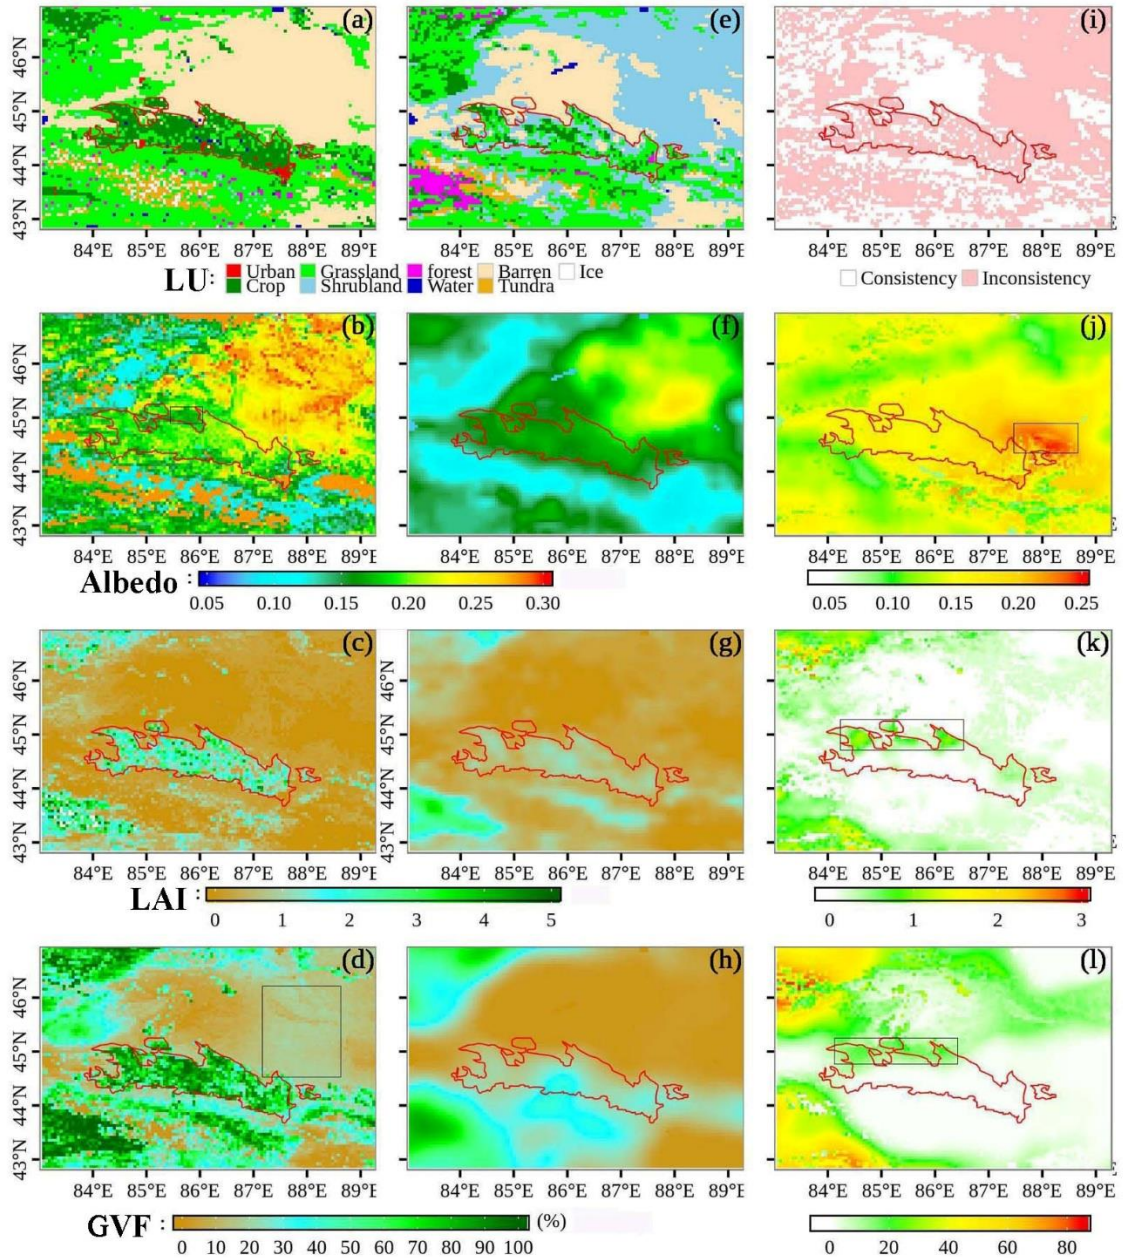 (a) (e) (i)
46°N
45°N
44°N
43°N
84°E 85°E 86°E 87°E 88°E 89°E 84°E 85°E 86°E 87°E 88°E 89°E 84°E 85°E 86°E 87°E 88°E 89°E
LU: Urban Grassland forest Barren Ice Consistency Inconsistency
Crop Shrubland Water Tundra
(b) (f) (j)
46°N
45°N
44°N
43°N
84°E 85°E 86°E 87°E 88°E 89°E 84°E 85°E 86°E 87°E 88°E 89°E 84°E 85°E 86°E 87°E 88°E 89°E
Albedo :
0.05 0.10 0.15 0.20 0.25 0.30 0.05 0.10 0.15 0.20 0.25
(c) (g) (k)
46°N
45°N
44°N
43°N
84°E 85°E 86°E 87°E 88°E 89°E 84°E 85°E 86°E 87°E 88°E 89°E 84°E 85°E 86°E 87°E 88°E 89°E
LAI :
0 1 2 3 4 5 0 1 2 3
(d) (h) (l)
46°N
45°N
44°N
43°N
84°E 85°E 86°E 87°E 88°E 89°E 84°E 85°E 86°E 87°E 88°E 89°E 84°E 85°E 86°E 87°E 88°E 89°E
GVF : (%)
0 10 20 30 40 50 60 70 80 90 100 0 20 40 60 80